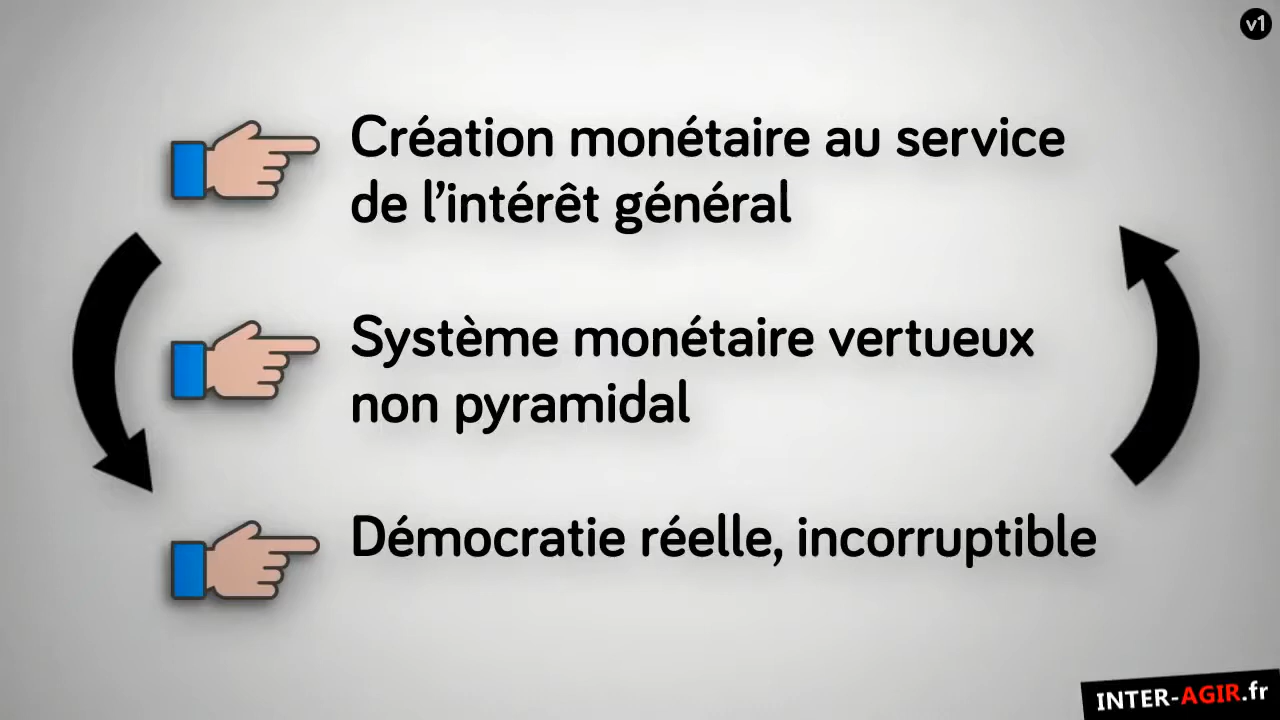 v1
Création monétaire au service
de l’intérêt général
Système monétaire vertueux
non pyramidal
Démocratie réelle, incorruptible
INTER-AGIR.fr